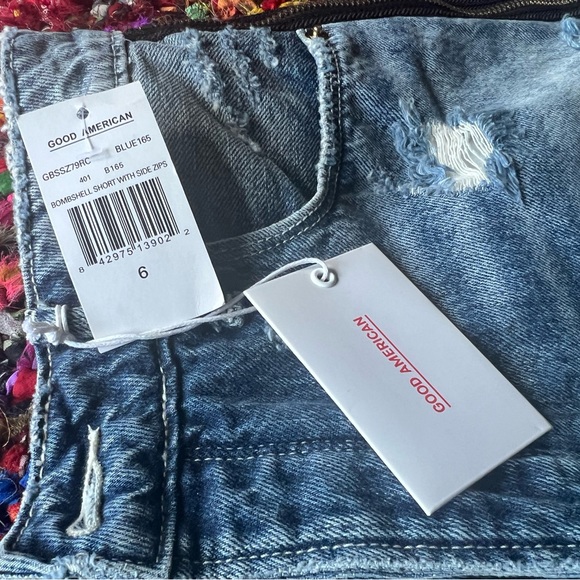 GOOD AMERICAN
GBSSZ79RC BLUE165
401 B165
BOMBSHELL SHORT WITH SIDE ZIPS
8 42975 13902 2
6
GOOD AMERICAN